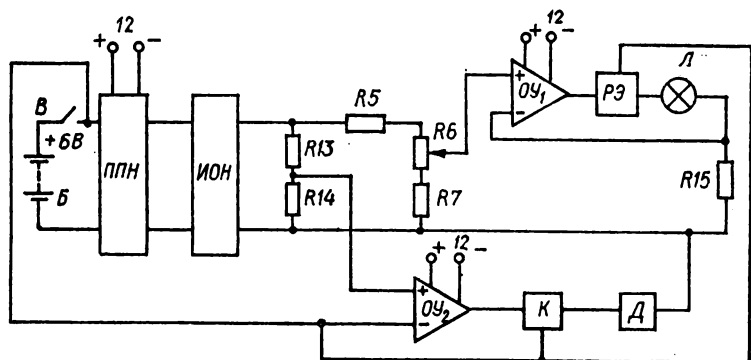 12
+ −
В
+6В
Б
ППН
ИОН
R5
R13
R14
R6
R7
12
+ −
+
−
ОУ1
РЭ
Л
R15
12
+ −
+
−
ОУ2
К
Д